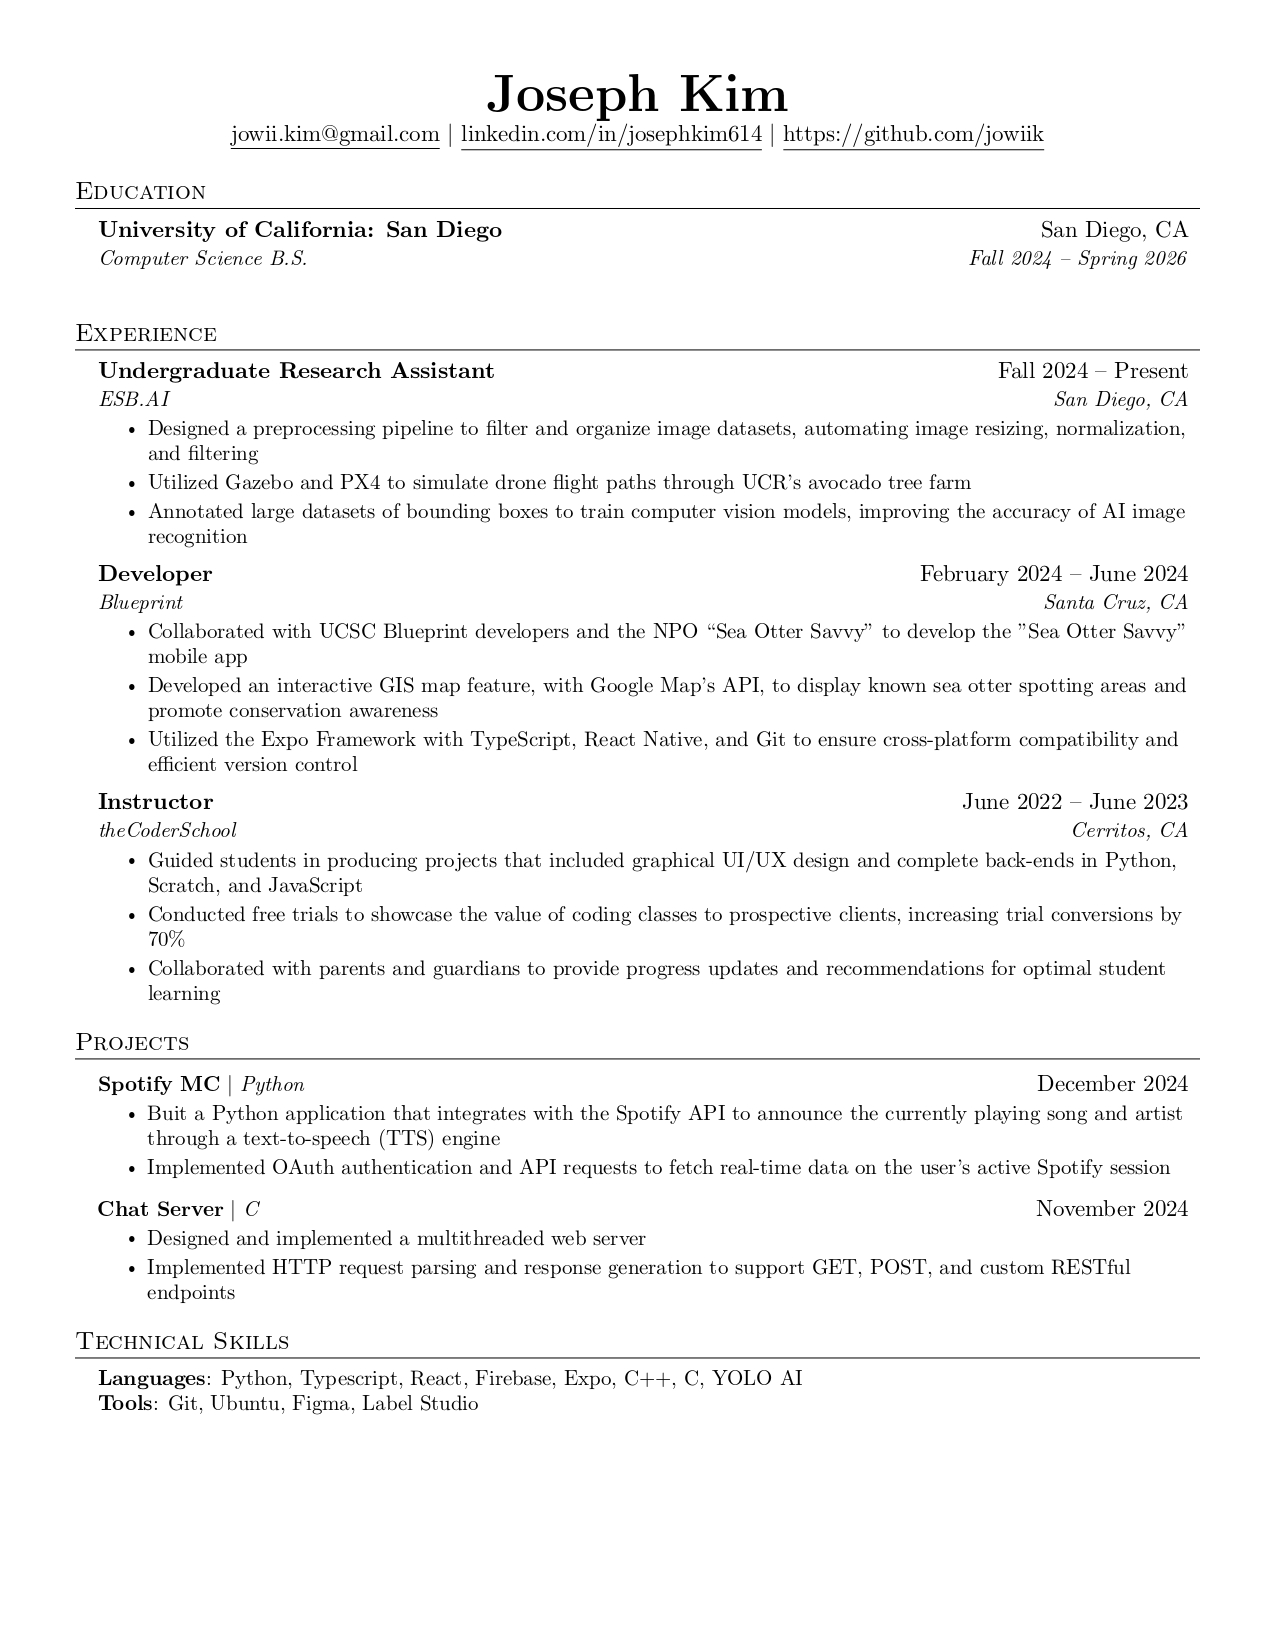 Joseph Kim
jowii.kim@gmail.com | linkedin.com/in/josephkim614 | https://github.com/jowiik
Education
University of California: San Diego San Diego, CA
Computer Science B.S. Fall 2024 – Spring 2026
Experience
Undergraduate Research Assistant Fall 2024 – Present
ESB.AI San Diego, CA
• Designed a preprocessing pipeline to filter and organize image datasets, automating image resizing, normalization,
and filtering
• Utilized Gazebo and PX4 to simulate drone flight paths through UCR's avocado tree farm
• Annotated large datasets of bounding boxes to train computer vision models, improving the accuracy of AI image
recognition
Developer February 2024 – June 2024
Blueprint Santa Cruz, CA
• Collaborated with UCSC Blueprint developers and the NPO “Sea Otter Savvy” to develop the ”Sea Otter Savvy”
mobile app
• Developed an interactive GIS map feature, with Google Map's API, to display known sea otter spotting areas and
promote conservation awareness
• Utilized the Expo Framework with TypeScript, React Native, and Git to ensure cross-platform compatibility and
efficient version control
Instructor June 2022 – June 2023
theCoderSchool Cerritos, CA
• Guided students in producing projects that included graphical UI/UX design and complete back-ends in Python,
Scratch, and JavaScript
• Conducted free trials to showcase the value of coding classes to prospective clients, increasing trial conversions by
70%
• Collaborated with parents and guardians to provide progress updates and recommendations for optimal student
learning
Projects
Spotify MC | Python December 2024
• Buit a Python application that integrates with the Spotify API to announce the currently playing song and artist
through a text-to-speech (TTS) engine
• Implemented OAuth authentication and API requests to fetch real-time data on the user's active Spotify session
Chat Server | C November 2024
• Designed and implemented a multithreaded web server
• Implemented HTTP request parsing and response generation to support GET, POST, and custom RESTful
endpoints
Technical Skills
Languages: Python, Typescript, React, Firebase, Expo, C++, C, YOLO AI
Tools: Git, Ubuntu, Figma, Label Studio